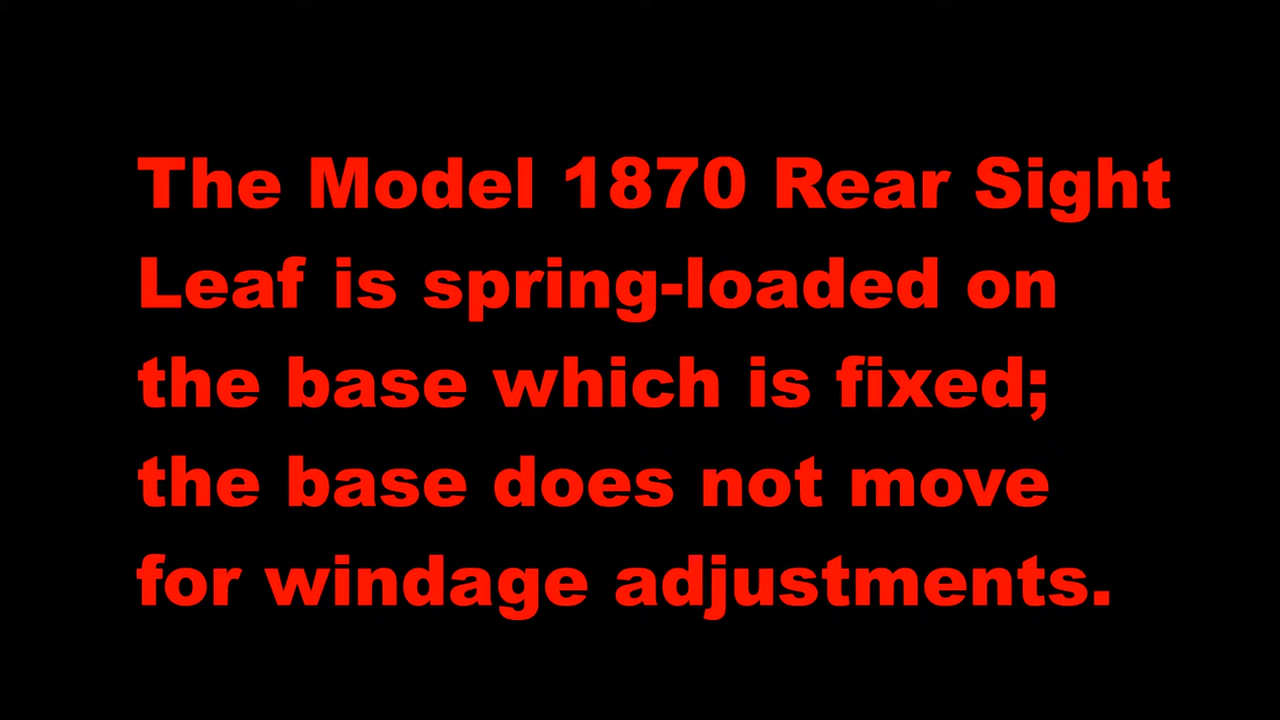 The Model 1870 Rear Sight
Leaf is spring-loaded on
the base which is fixed;
the base does not move
for windage adjustments.